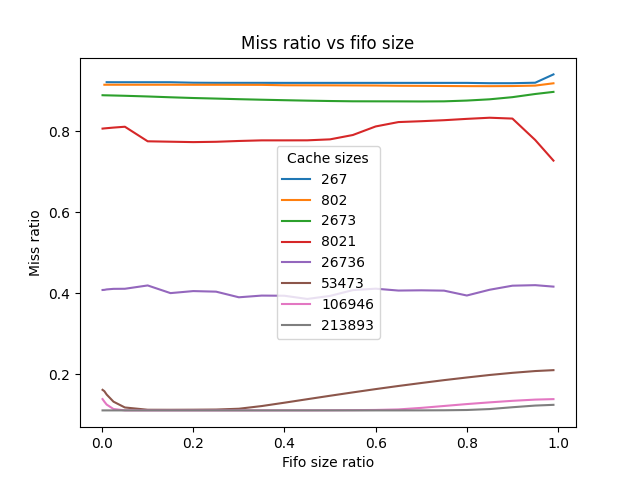 Miss ratio vs fifo size
Miss ratio
0.8
0.6
0.4
0.2
Cache sizes
267
802
2673
8021
26736
53473
106946
213893
0.0 0.2 0.4 0.6 0.8 1.0
Fifo size ratio